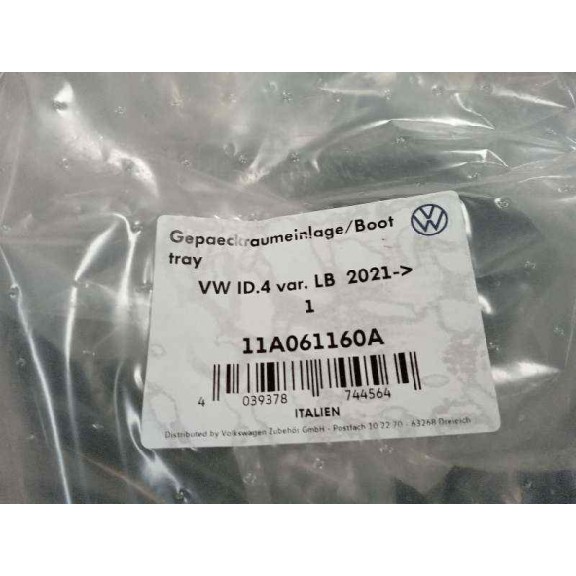 Gepaeckraumeinlage/Boot
tray
VW ID.4 var. LB 2021->
1
11A061160A
4 039378 744564
ITALIEN
Distributed by Volkswagen Zubehör GmbH - Postfach 10 22 70 - 63268 Dreieich